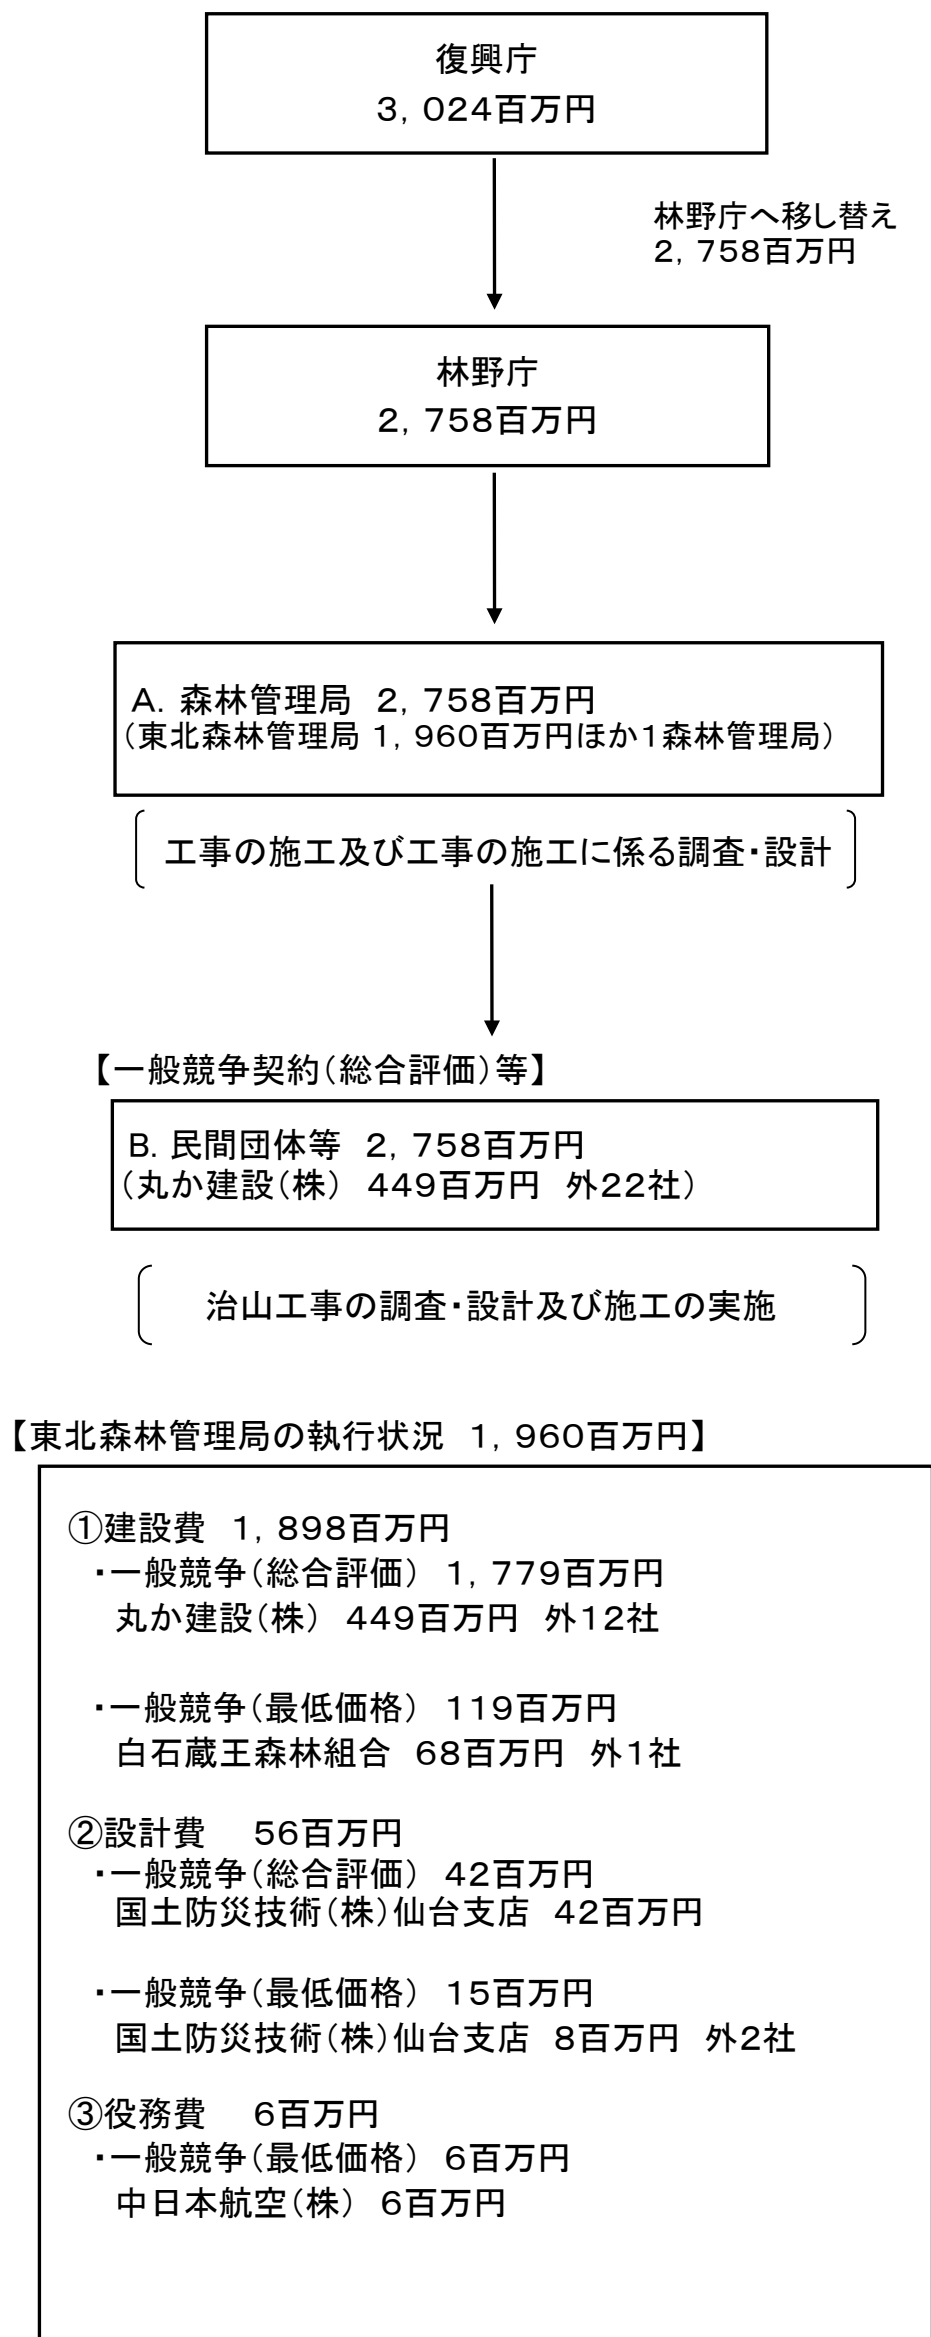 復興庁
３，０２４百万円
林野庁へ移し替え
２，７５８百万円
林野庁
２，７５８百万円
Ａ．森林管理局　２，７５８百万円
（東北森林管理局 １，９６０百万円ほか１森林管理局）
工事の施工及び工事の施工に係る調査・設計
【一般競争契約（総合評価）等】
Ｂ．民間団体等　２，７５８百万円
（丸か建設（株）　４４９百万円　外２２社）
治山工事の調査・設計及び施工の実施
【東北森林管理局の執行状況　１，９６０百万円】
①建設費　１，８９８百万円
・一般競争（総合評価）　１，７７９百万円
丸か建設（株）　４４９百万円　外１２社
・一般競争（最低価格）　１１９百万円
白石蔵王森林組合　６８百万円　外１社
②設計費　 ５６百万円
・一般競争（総合評価）　４２百万円
国土防災技術（株）仙台支店　４２百万円
・一般競争（最低価格）　１５百万円
国土防災技術（株）仙台支店　８百万円　外２社
③役務費　 ６百万円
・一般競争（最低価格）　６百万円
中日本航空（株）　６百万円